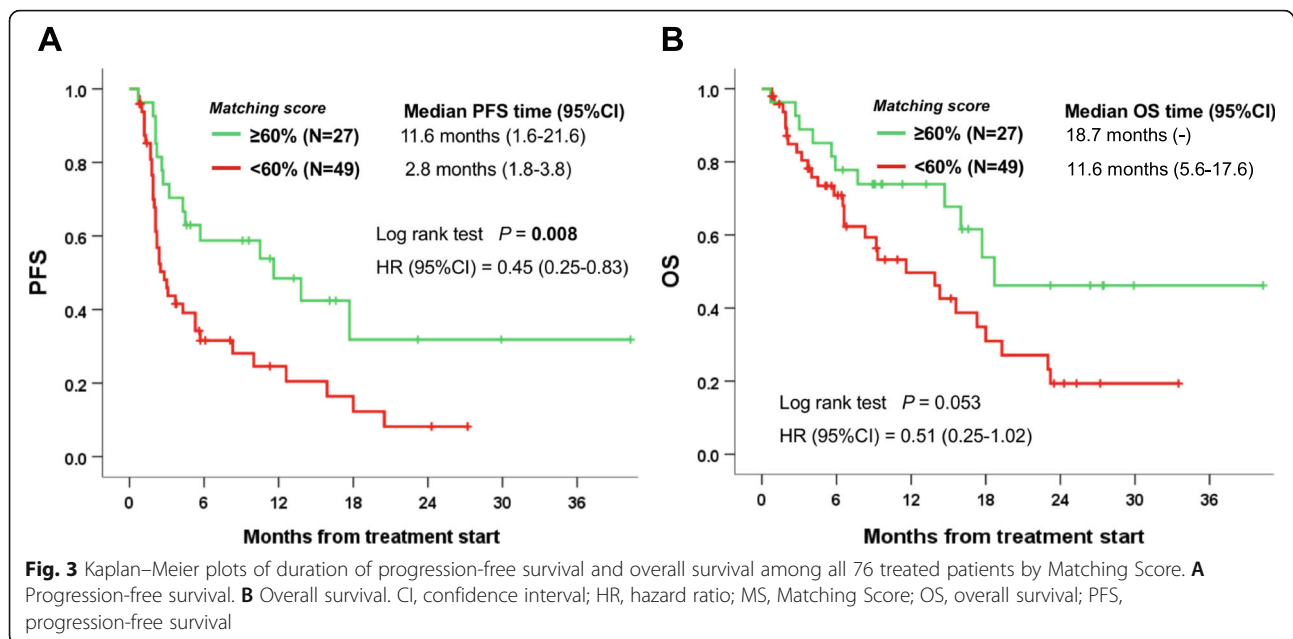 A
1.0
0.8
0.6
0.4
0.2
0.0
PFS
Matching score
Median PFS time (95%CI)
≥60% (N=27)
11.6 months (1.6-21.6)
<60% (N=49)
2.8 months (1.8-3.8)
Log rank test P = 0.008
HR (95%CI) = 0.45 (0.25-0.83)
0 6 12 18 24 30 36
Months from treatment start
B
1.0
0.8
0.6
0.4
0.2
0.0
OS
Matching score
Median OS time (95%CI)
≥60% (N=27)
18.7 months (-)
<60% (N=49)
11.6 months (5.6-17.6)
Log rank test P = 0.053
HR (95%CI) = 0.51 (0.25-1.02)
0 6 12 18 24 30 36
Months from treatment start
Fig. 3 Kaplan–Meier plots of duration of progression-free survival and overall survival among all 76 treated patients by Matching Score. A
Progression-free survival. B Overall survival. CI, confidence interval; HR, hazard ratio; MS, Matching Score; OS, overall survival; PFS,
progression-free survival